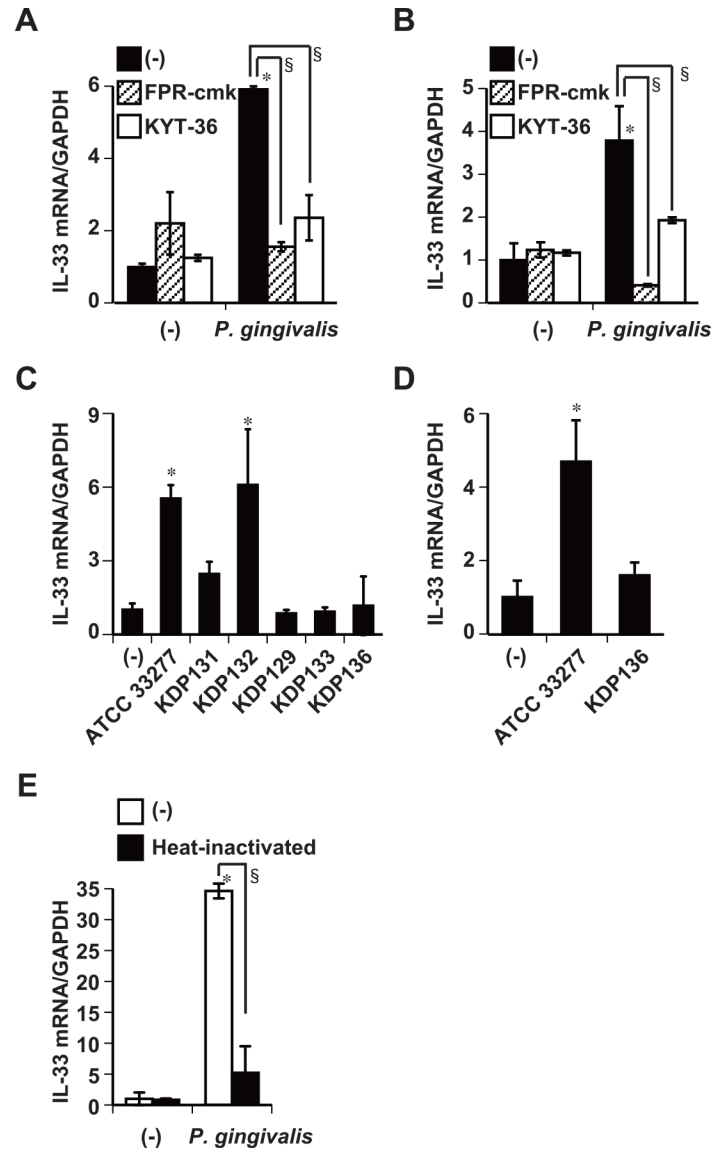 A
(-)
FPR-cmk
KYT-36
IL-33 mRNA/GAPDH
6
4
2
0
*
§
§
(-)
P. gingivalis
B
(-)
FPR-cmk
KYT-36
IL-33 mRNA/GAPDH
5
4
3
2
1
0
*
§
§
(-)
P. gingivalis
C
IL-33 mRNA/GAPDH
9
6
3
0
*
*
(-)
ATCC 33277
KDP131
KDP132
KDP129
KDP133
KDP136
D
IL-33 mRNA/GAPDH
6
4
2
0
*
(-)
ATCC 33277
KDP136
E
(-)
Heat-inactivated
IL-33 mRNA/GAPDH
35
30
25
20
15
10
5
0
*
§
(-)
P. gingivalis